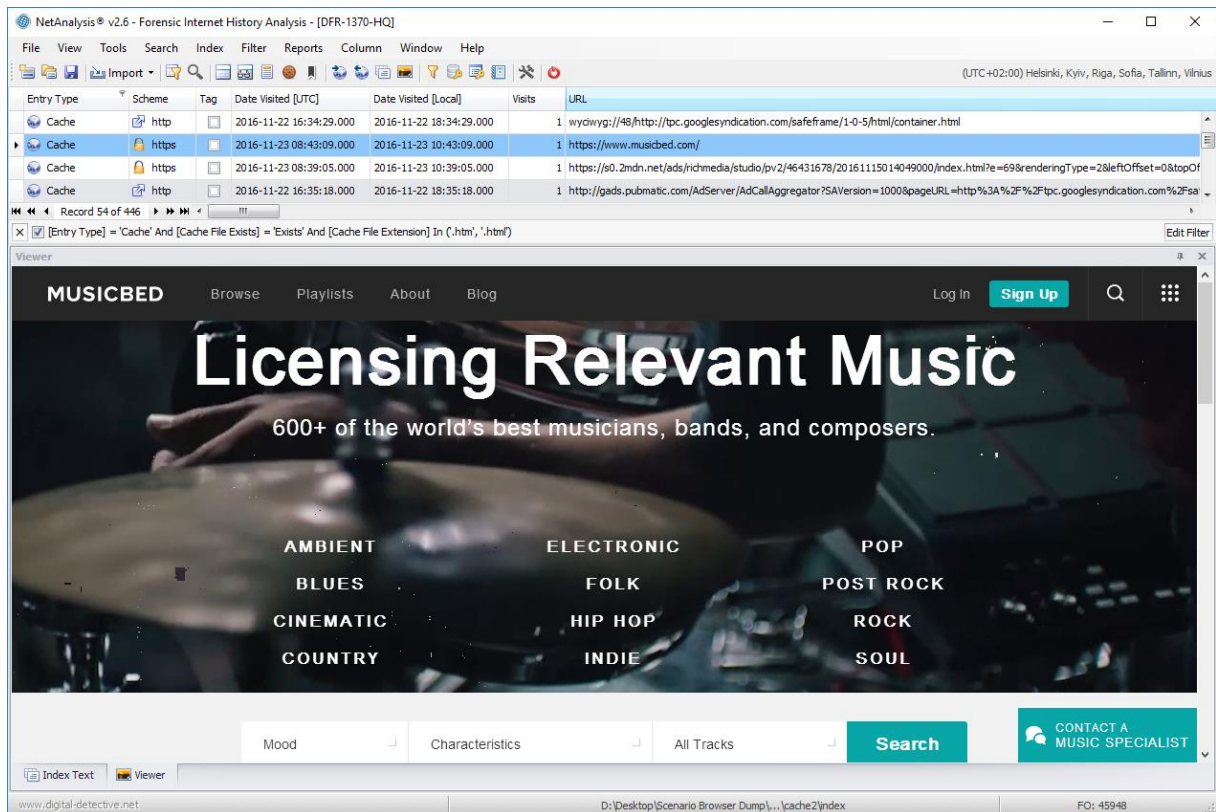 NetAnalysis® v2.6 - Forensic Internet History Analysis - [DFR-1370-HQ]
File View Tools Search Index Filter Reports Column Window Help
Import (UTC+02:00) Helsinki, Kyiv, Riga, Sofia, Tallinn, Vilnius
Entry Type Scheme Tag Date Visited [UTC] Date Visited [Local] Visits URL
Cache http 2016-11-22 16:34:29.000 2016-11-22 18:34:29.000 1 wyciwyg://48/http://tpc.googlesyndication.com/safeframe/1-0-5/html/container.html
Cache https 2016-11-23 08:43:09.000 2016-11-23 10:43:09.000 1 https://www.musicbed.com/
Cache https 2016-11-23 08:39:05.000 2016-11-23 10:39:05.000 1 https://s0.2mdn.net/ads/richmedia/studio/pv2/46431678/20161115014049000/index.html?e=69&renderingType=2&leftOffset=0&topOf
Cache http 2016-11-22 16:35:18.000 2016-11-22 18:35:18.000 1 http://gads.pubmatic.com/AdServer/AdCallAggregator?SAVersion=1000&pageURL=http%3A%2F%2Ftpc.googlesyndication.com%2Fsa
Record 54 of 446
[Entry Type] = 'Cache' And [Cache File Exists] = 'Exists' And [Cache File Extension] In ('.htm', '.html') Edit Filter
Viewer
MUSICBED Browse Playlists About Blog Log In Sign Up
Licensing Relevant Music
600+ of the world's best musicians, bands, and composers.
AMBIENT ELECTRONIC POP
BLUES FOLK POST ROCK
CINEMATIC HIP HOP ROCK
COUNTRY INDIE SOUL
Mood Characteristics All Tracks Search
CONTACT A
MUSIC SPECIALIST
Index Text Viewer
www.digital-detective.net D:\Desktop\Scenario Browser Dump\...\cache2\index FO: 45948